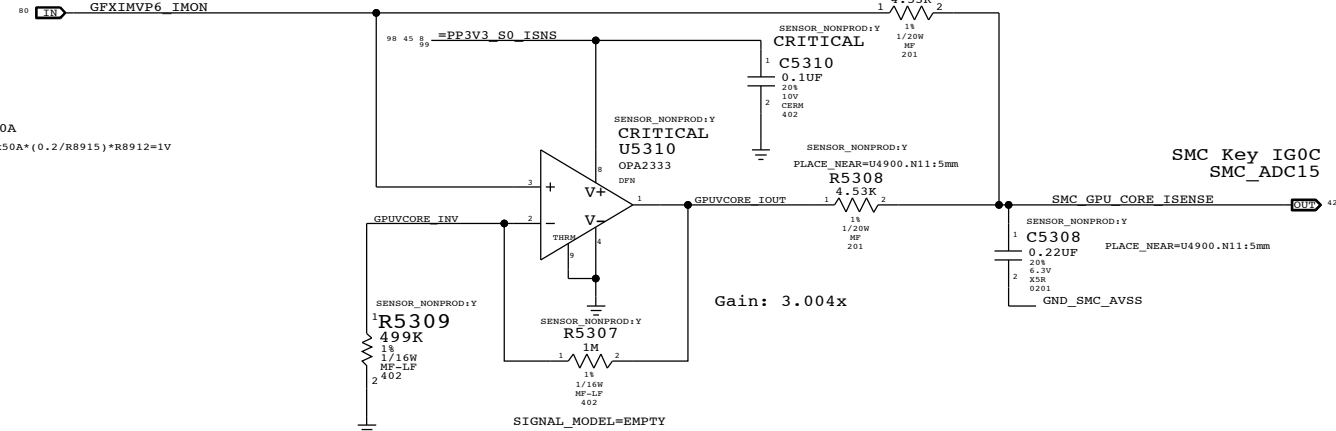 80 IN GFXIMVP6_IMON
1 2
1%
1/20W
MF
201
98 45 8 =PP3V3_S0_ISNS
99
SENSOR_NONPROD:Y
CRITICAL
1 C5310
0.1UF
20%
10V
CERM
402
2
0A
50A*(0.2/R8915)*R8912=1V
SENSOR_NONPROD:Y
CRITICAL
U5310
OPA2333
DFN
8
3 +
V+
1
2 -
V-
THRM
4
9
GPUVCORE_INV
GPUVCORE_IOUT
SENSOR_NONPROD:Y
PLACE_NEAR=U4900.N11:5mm
R5308
4.53K
1 2
1%
1/20W
MF
201
SMC Key IG0C
SMC_ADC15
SMC_GPU_CORE_ISENSE OUT 42
SENSOR_NONPROD:Y
1 C5308
0.22UF
20%
6.3V
X5R
0201
2
PLACE_NEAR=U4900.N11:5mm
GND_SMC_AVSS
Gain: 3.004x
SENSOR_NONPROD:Y
1 R5309
499K
1%
1/16W
MF-LF
402
2
SENSOR_NONPROD:Y
R5307
1M
1 2
1%
1/16W
MF-LF
402
SIGNAL_MODEL=EMPTY